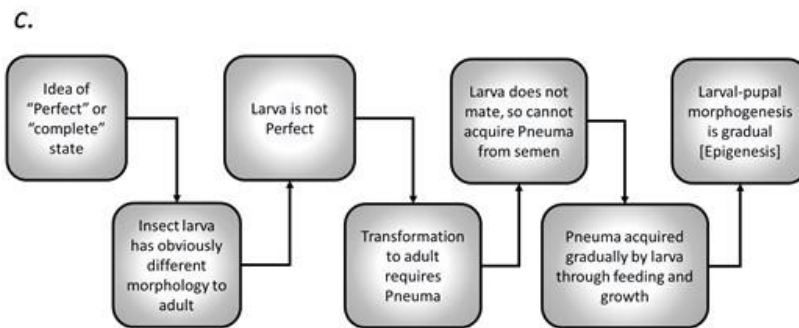 c.
Idea of
“Perfect” or
“complete”
state
Insect larva
has obviously
different
morphology to
adult
Larva is not
Perfect
Transformation
to adult
requires
Pneuma
Larva does not
mate, so cannot
acquire Pneuma
from semen
Pneuma acquired
gradually by larva
through feeding and
growth
Larval-pupal
morphogenesis
is gradual
[Epigenesis]